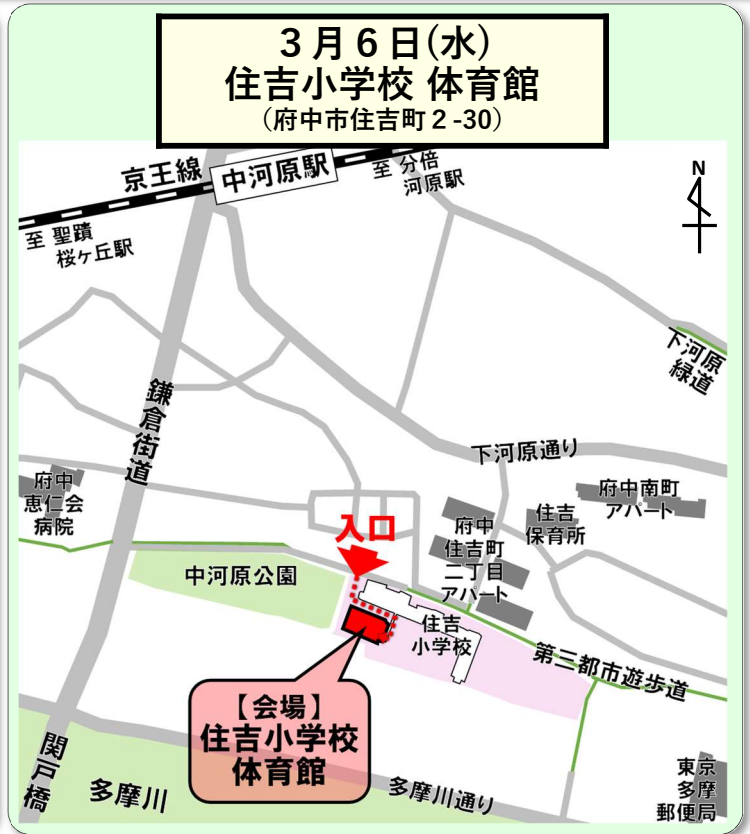 3月6日(水)
住吉小学校 体育館
(府中市住吉町2-30)
京王線
中河原駅
至 分倍
河原駅
N
至 聖蹟
桜ヶ丘駅
下河原
緑道
鎌倉街道
下河原通り
府中
恵仁会
病院
府中南町
アパート
住吉
保育所
府中
住吉町
二丁目
アパート
入口
中河原公園
住吉
小学校
第三都市遊歩道
【会場】
住吉小学校
体育館
関戸橋
多摩川
多摩川通り
東京
多摩
郵便局